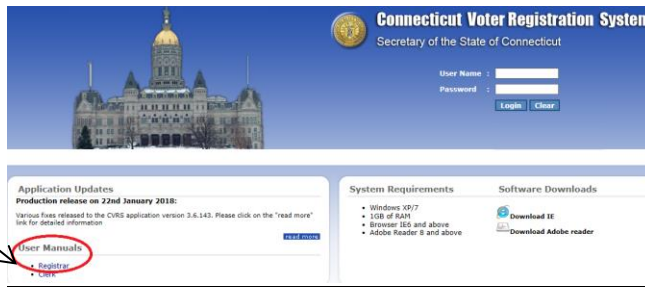 Connecticut Voter Registration System
Secretary of the State of Connecticut
User Name :
Password :
Login Clear
Application Updates
Production release on 22nd January 2018:
Various fixes released to the CVRS application version 3.6.143. Please click on the "read more"
link for detailed information
read more
User Manuals
• Registrar
• Clerk
System Requirements
• Windows XP/7
• 1GB of RAM
• Browser IE6 and above
• Adobe Reader 8 and above
Software Downloads
Download IE
Download Adobe reader